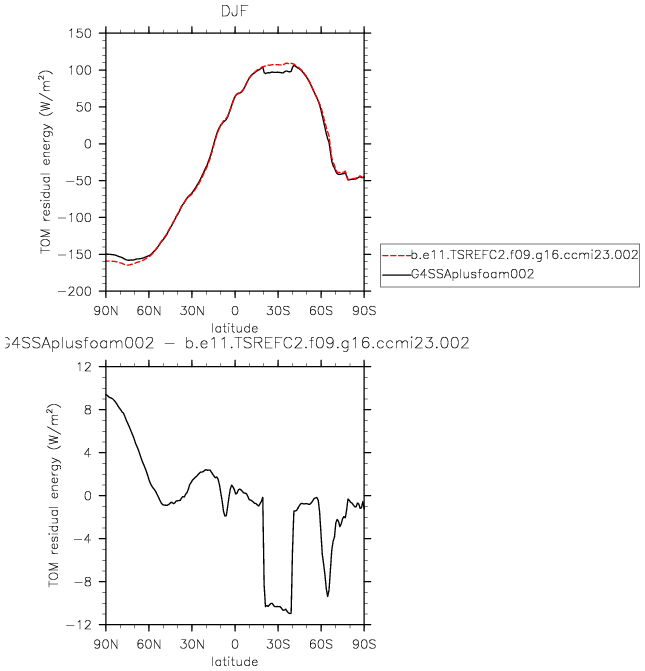 DJF
TOM residual energy (W/m²)
150
100
50
0
−50
−100
−150
−200
90N 60N 30N 0 30S 60S 90S
latitude
b.e11.TSREFC2.f09.g16.ccmi23.002
G4SSAplusfoam002
G4SSAplusfoam002 − b.e11.TSREFC2.f09.g16.ccmi23.002
TOM residual energy (W/m²)
12
8
4
0
−4
−8
−12
90N 60N 30N 0 30S 60S 90S
latitude